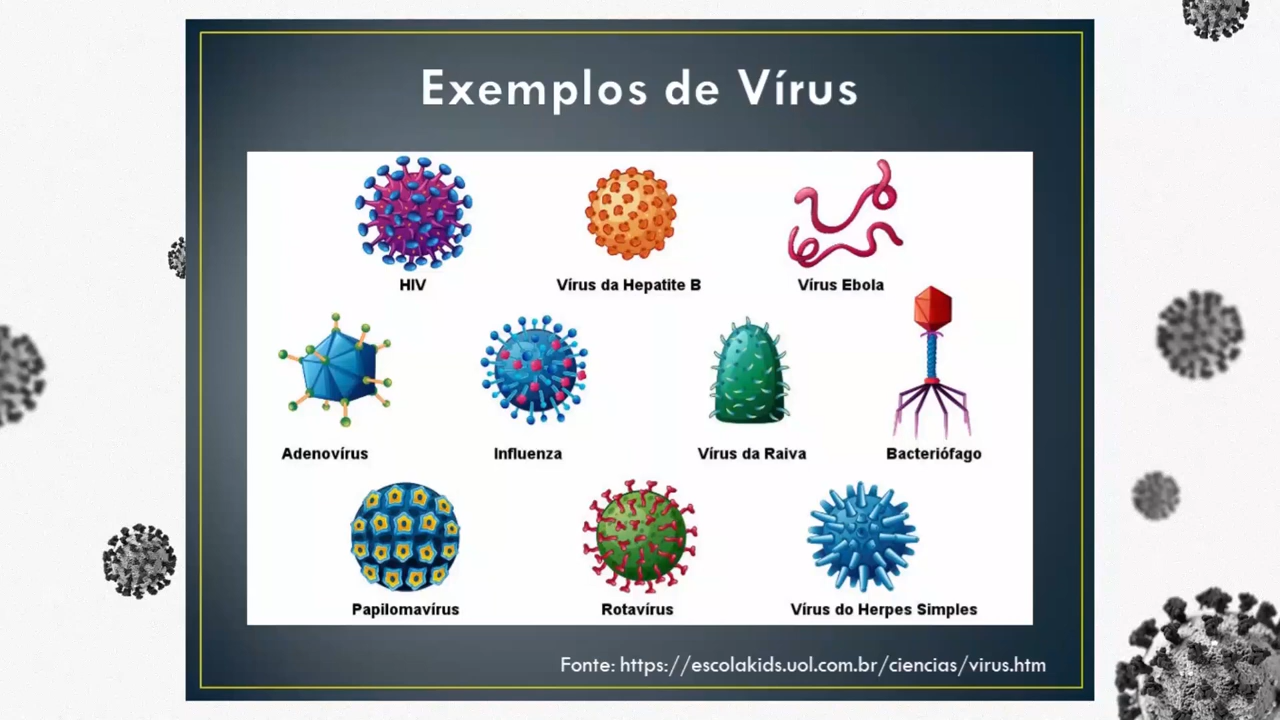 Exemplos de Vírus
HIV
Vírus da Hepatite B
Vírus Ebola
Adenovírus
Influenza
Vírus da Raiva
Bacteriófago
Papilomavírus
Rotavírus
Vírus do Herpes Simples
Fonte: https://escolakids.uol.com.br/ciencias/virus.htm